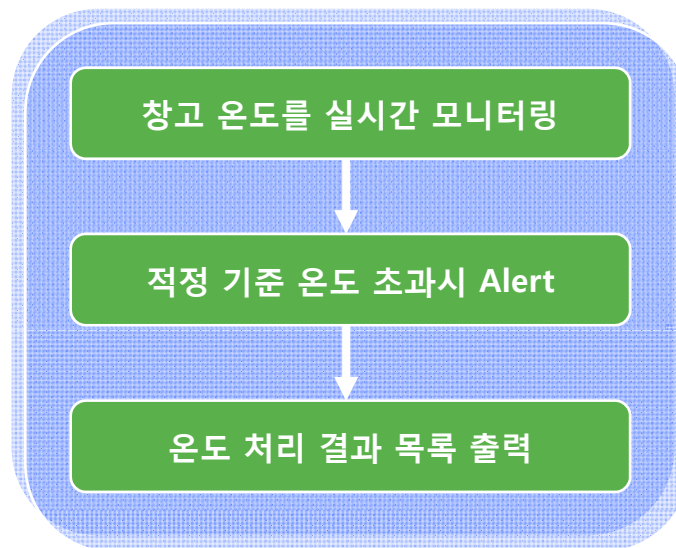 창고 온도를 실시간 모니터링
적정 기준 온도 초과시 Alert
온도 처리 결과 목록 출력